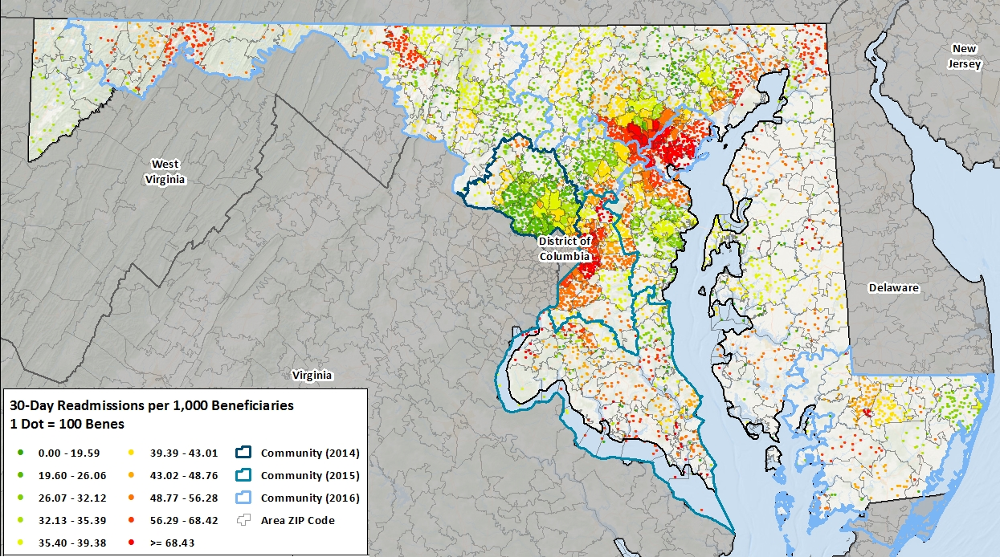 New
Jersey
West
Virginia
District of
Columbia
Delaware
Virginia
30-Day Readmissions per 1,000 Beneficiaries
1 Dot = 100 Benes
0.00 - 19.59
19.60 - 26.06
26.07 - 32.12
32.13 - 35.39
35.40 - 39.38
39.39 - 43.01
43.02 - 48.76
48.77 - 56.28
56.29 - 68.42
>= 68.43
Community (2014)
Community (2015)
Community (2016)
Area ZIP Code